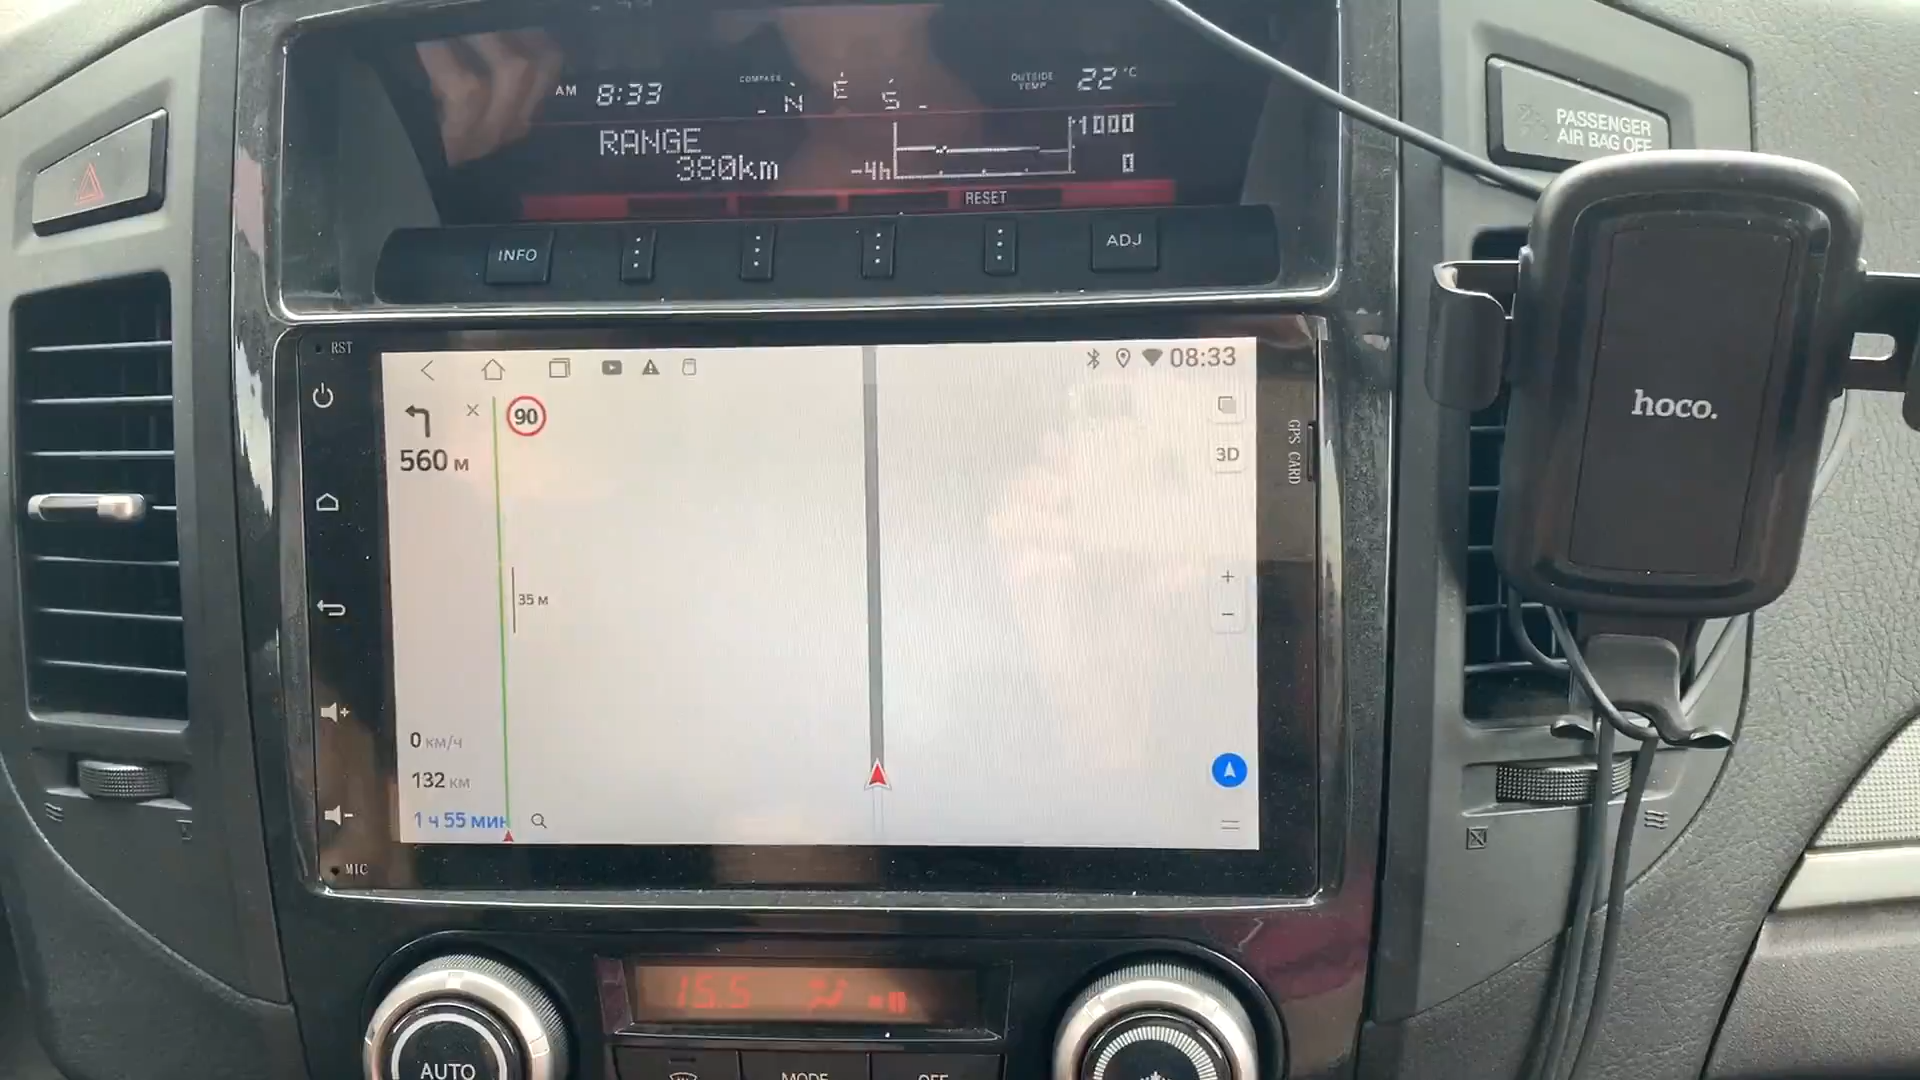 AM 8:33
COMPASS
N E S
OUTSIDE TEMP 22°C
RANGE
380km
1000
-4h
0
RESET
INFO
ADJ
PASSENGER
AIR BAG OFF
hoco.
RST
08:33
90
560 м
3D
GPS CARD
+
35 м
−
0 км/ч
132 км
1 ч 55 мин
MIC
15.5
AUTO
MODE
OFF